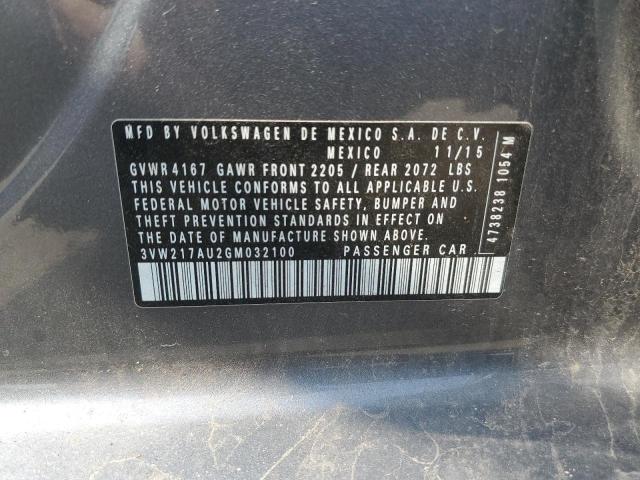 MFD BY VOLKSWAGEN DE MEXICO S.A. DE C.V.
MEXICO 11/15
GVWR 4167 GAWR FRONT 2205 / REAR 2072 LBS
THIS VEHICLE CONFORMS TO ALL APPLICABLE U.S.
FEDERAL MOTOR VEHICLE SAFETY, BUMPER AND
THEFT PREVENTION STANDARDS IN EFFECT ON
THE DATE OF MANUFACTURE SHOWN ABOVE.
3VW217AU2GM032100 PASSENGER CAR
4738238 1054 M